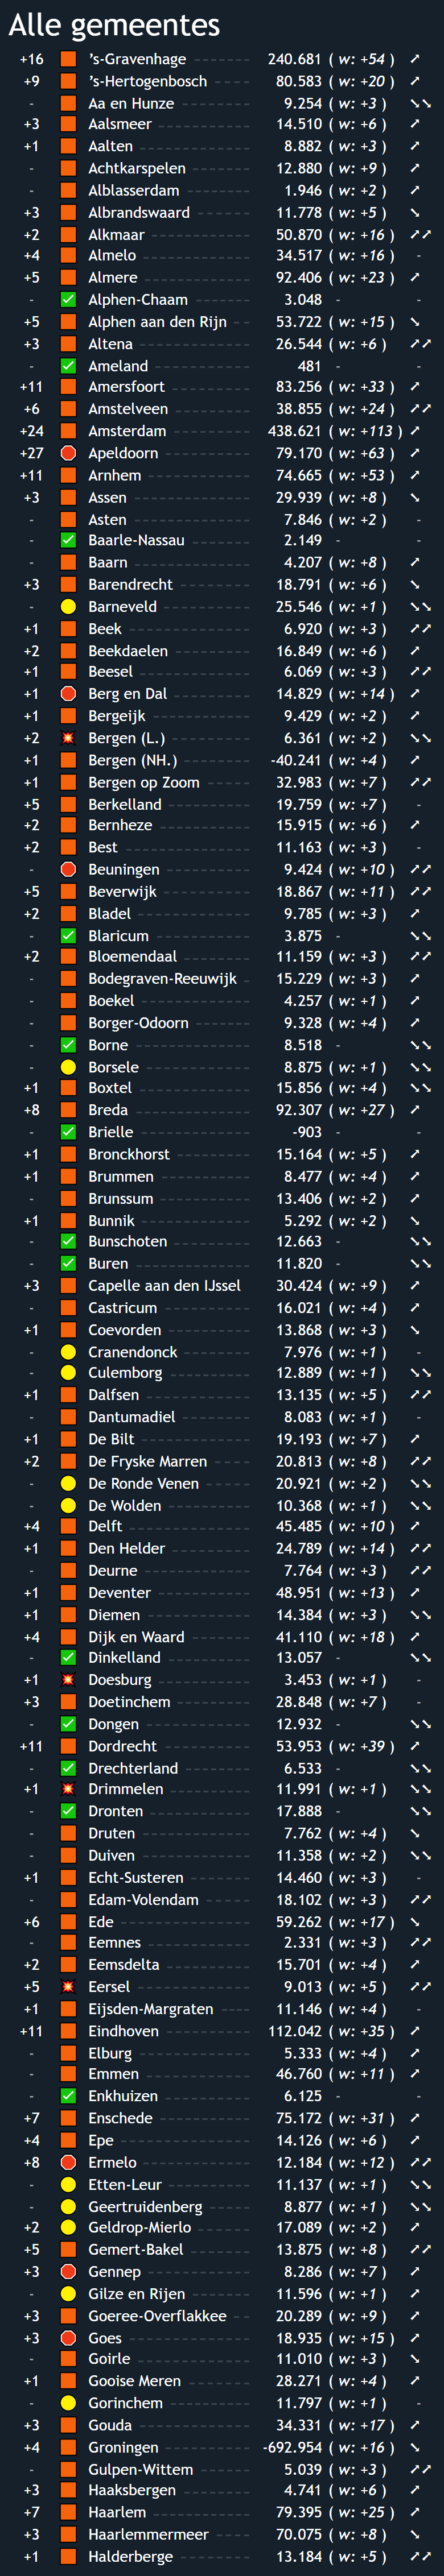 Alle gemeentes
+16 's-Gravenhage 240.681 ( w: +54 ) ↗
+9 's-Hertogenbosch 80.583 ( w: +20 ) ↗
- Aa en Hunze 9.254 ( w: +3 ) ↘↘
+3 Aalsmeer 14.510 ( w: +6 ) ↗
+1 Aalten 8.882 ( w: +3 ) ↗
- Achtkarspelen 12.880 ( w: +9 ) ↗
- Alblasserdam 1.946 ( w: +2 ) ↗
+3 Albrandswaard 11.778 ( w: +5 ) ↘
+2 Alkmaar 50.870 ( w: +16 ) ↗↗
+4 Almelo 34.517 ( w: +16 ) -
+5 Almere 92.406 ( w: +23 ) ↗
- Alphen-Chaam 3.048 - -
+5 Alphen aan den Rijn 53.722 ( w: +15 ) ↘
+3 Altena 26.544 ( w: +6 ) ↗↗
- Ameland 481 - -
+11 Amersfoort 83.256 ( w: +33 ) ↗
+6 Amstelveen 38.855 ( w: +24 ) ↗↗
+24 Amsterdam 438.621 ( w: +113 ) ↗
+27 Apeldoorn 79.170 ( w: +63 ) ↗
+11 Arnhem 74.665 ( w: +53 ) ↗
+3 Assen 29.939 ( w: +8 ) ↘
- Asten 7.846 ( w: +2 ) -
- Baarle-Nassau 2.149 - -
- Baarn 4.207 ( w: +8 ) ↗
+3 Barendrecht 18.791 ( w: +6 ) ↘
- Barneveld 25.546 ( w: +1 ) ↘↘
+1 Beek 6.920 ( w: +3 ) ↗↗
+2 Beekdaelen 16.849 ( w: +6 ) ↗
+1 Beesel 6.069 ( w: +3 ) ↗↗
+1 Berg en Dal 14.829 ( w: +14 ) ↗
+1 Bergeijk 9.429 ( w: +2 ) ↗
+2 Bergen (L.) 6.361 ( w: +2 ) ↘↘
+1 Bergen (NH.) -40.241 ( w: +4 ) ↗
+1 Bergen op Zoom 32.983 ( w: +7 ) ↗↗
+5 Berkelland 19.759 ( w: +7 ) -
+2 Bernheze 15.915 ( w: +6 ) ↗
+2 Best 11.163 ( w: +3 ) -
- Beuningen 9.424 ( w: +10 ) ↗↗
+5 Beverwijk 18.867 ( w: +11 ) ↗↗
+2 Bladel 9.785 ( w: +3 ) ↗
- Blaricum 3.875 - ↘↘
+2 Bloemendaal 11.159 ( w: +3 ) ↗↗
- Bodegraven-Reeuwijk 15.229 ( w: +3 ) ↗
- Boekel 4.257 ( w: +1 ) ↗
- Borger-Odoorn 9.328 ( w: +4 ) ↗
- Borne 8.518 - ↘↘
- Borsele 8.875 ( w: +1 ) ↘↘
+1 Boxtel 15.856 ( w: +4 ) ↘↘
+8 Breda 92.307 ( w: +27 ) ↗
- Brielle -903 - -
+1 Bronckhorst 15.164 ( w: +5 ) ↗
+1 Brummen 8.477 ( w: +4 ) ↗
- Brunssum 13.406 ( w: +2 ) ↗
+1 Bunnik 5.292 ( w: +2 ) ↘
- Bunschoten 12.663 - ↘↘
- Buren 11.820 - ↘↘
+3 Capelle aan den IJssel 30.424 ( w: +9 ) ↗
- Castricum 16.021 ( w: +4 ) ↗
+1 Coevorden 13.868 ( w: +3 ) ↘
- Cranendonck 7.976 ( w: +1 ) -
- Culemborg 12.889 ( w: +1 ) ↘↘
+1 Dalfsen 13.135 ( w: +5 ) ↗↗
- Dantumadiel 8.083 ( w: +1 ) -
+1 De Bilt 19.193 ( w: +7 ) ↗
+2 De Fryske Marren 20.813 ( w: +8 ) ↗↗
- De Ronde Venen 20.921 ( w: +2 ) ↘↘
- De Wolden 10.368 ( w: +1 ) ↘↘
+4 Delft 45.485 ( w: +10 ) ↗
+1 Den Helder 24.789 ( w: +14 ) ↗↗
- Deurne 7.764 ( w: +3 ) ↗↗
+1 Deventer 48.951 ( w: +13 ) ↗
+1 Diemen 14.384 ( w: +3 ) ↘↘
+4 Dijk en Waard 41.110 ( w: +18 ) ↗
- Dinkelland 13.057 - ↘↘
+1 Doesburg 3.453 ( w: +1 ) -
+3 Doetinchem 28.848 ( w: +7 ) -
- Dongen 12.932 - ↘↘
+11 Dordrecht 53.953 ( w: +39 ) ↗
- Drechterland 6.533 - ↘↘
+1 Drimmelen 11.991 ( w: +1 ) ↘↘
- Dronten 17.888 - ↘↘
- Druten 7.762 ( w: +4 ) ↘
- Duiven 11.358 ( w: +2 ) ↘↘
+1 Echt-Susteren 14.460 ( w: +3 ) -
- Edam-Volendam 18.102 ( w: +3 ) ↗↗
+6 Ede 59.262 ( w: +17 ) ↘
- Eemnes 2.331 ( w: +3 ) ↗↗
+2 Eemsdelta 15.701 ( w: +4 ) ↗
+5 Eersel 9.013 ( w: +5 ) ↗↗
+1 Eijsden-Margraten 11.146 ( w: +4 ) -
+11 Eindhoven 112.042 ( w: +35 ) ↗
- Elburg 5.333 ( w: +4 ) ↗
- Emmen 46.760 ( w: +11 ) ↗
- Enkhuizen 6.125 - -
+7 Enschede 75.172 ( w: +31 ) ↗
+4 Epe 14.126 ( w: +6 ) ↗
+8 Ermelo 12.184 ( w: +12 ) ↗↗
- Etten-Leur 11.137 ( w: +1 ) ↘↘
- Geertruidenberg 8.877 ( w: +1 ) ↘↘
+2 Geldrop-Mierlo 17.089 ( w: +2 ) ↗
+5 Gemert-Bakel 13.875 ( w: +8 ) ↗↗
+3 Gennep 8.286 ( w: +7 ) ↗
- Gilze en Rijen 11.596 ( w: +1 ) ↗
+3 Goeree-Overflakkee 20.289 ( w: +9 ) ↗
+3 Goes 18.935 ( w: +15 ) ↗
- Goirle 11.010 ( w: +3 ) ↘
+1 Gooise Meren 28.271 ( w: +4 ) ↗
- Gorinchem 11.797 ( w: +1 ) -
+3 Gouda 34.331 ( w: +17 ) ↗
+4 Groningen -692.954 ( w: +16 ) ↘
- Gulpen-Wittem 5.039 ( w: +3 ) ↗↗
+3 Haaksbergen 4.741 ( w: +6 ) ↗
+7 Haarlem 79.395 ( w: +25 ) ↗
+3 Haarlemmermeer 70.075 ( w: +8 ) ↘
+1 Halderberge 13.184 ( w: +5 ) ↗↗